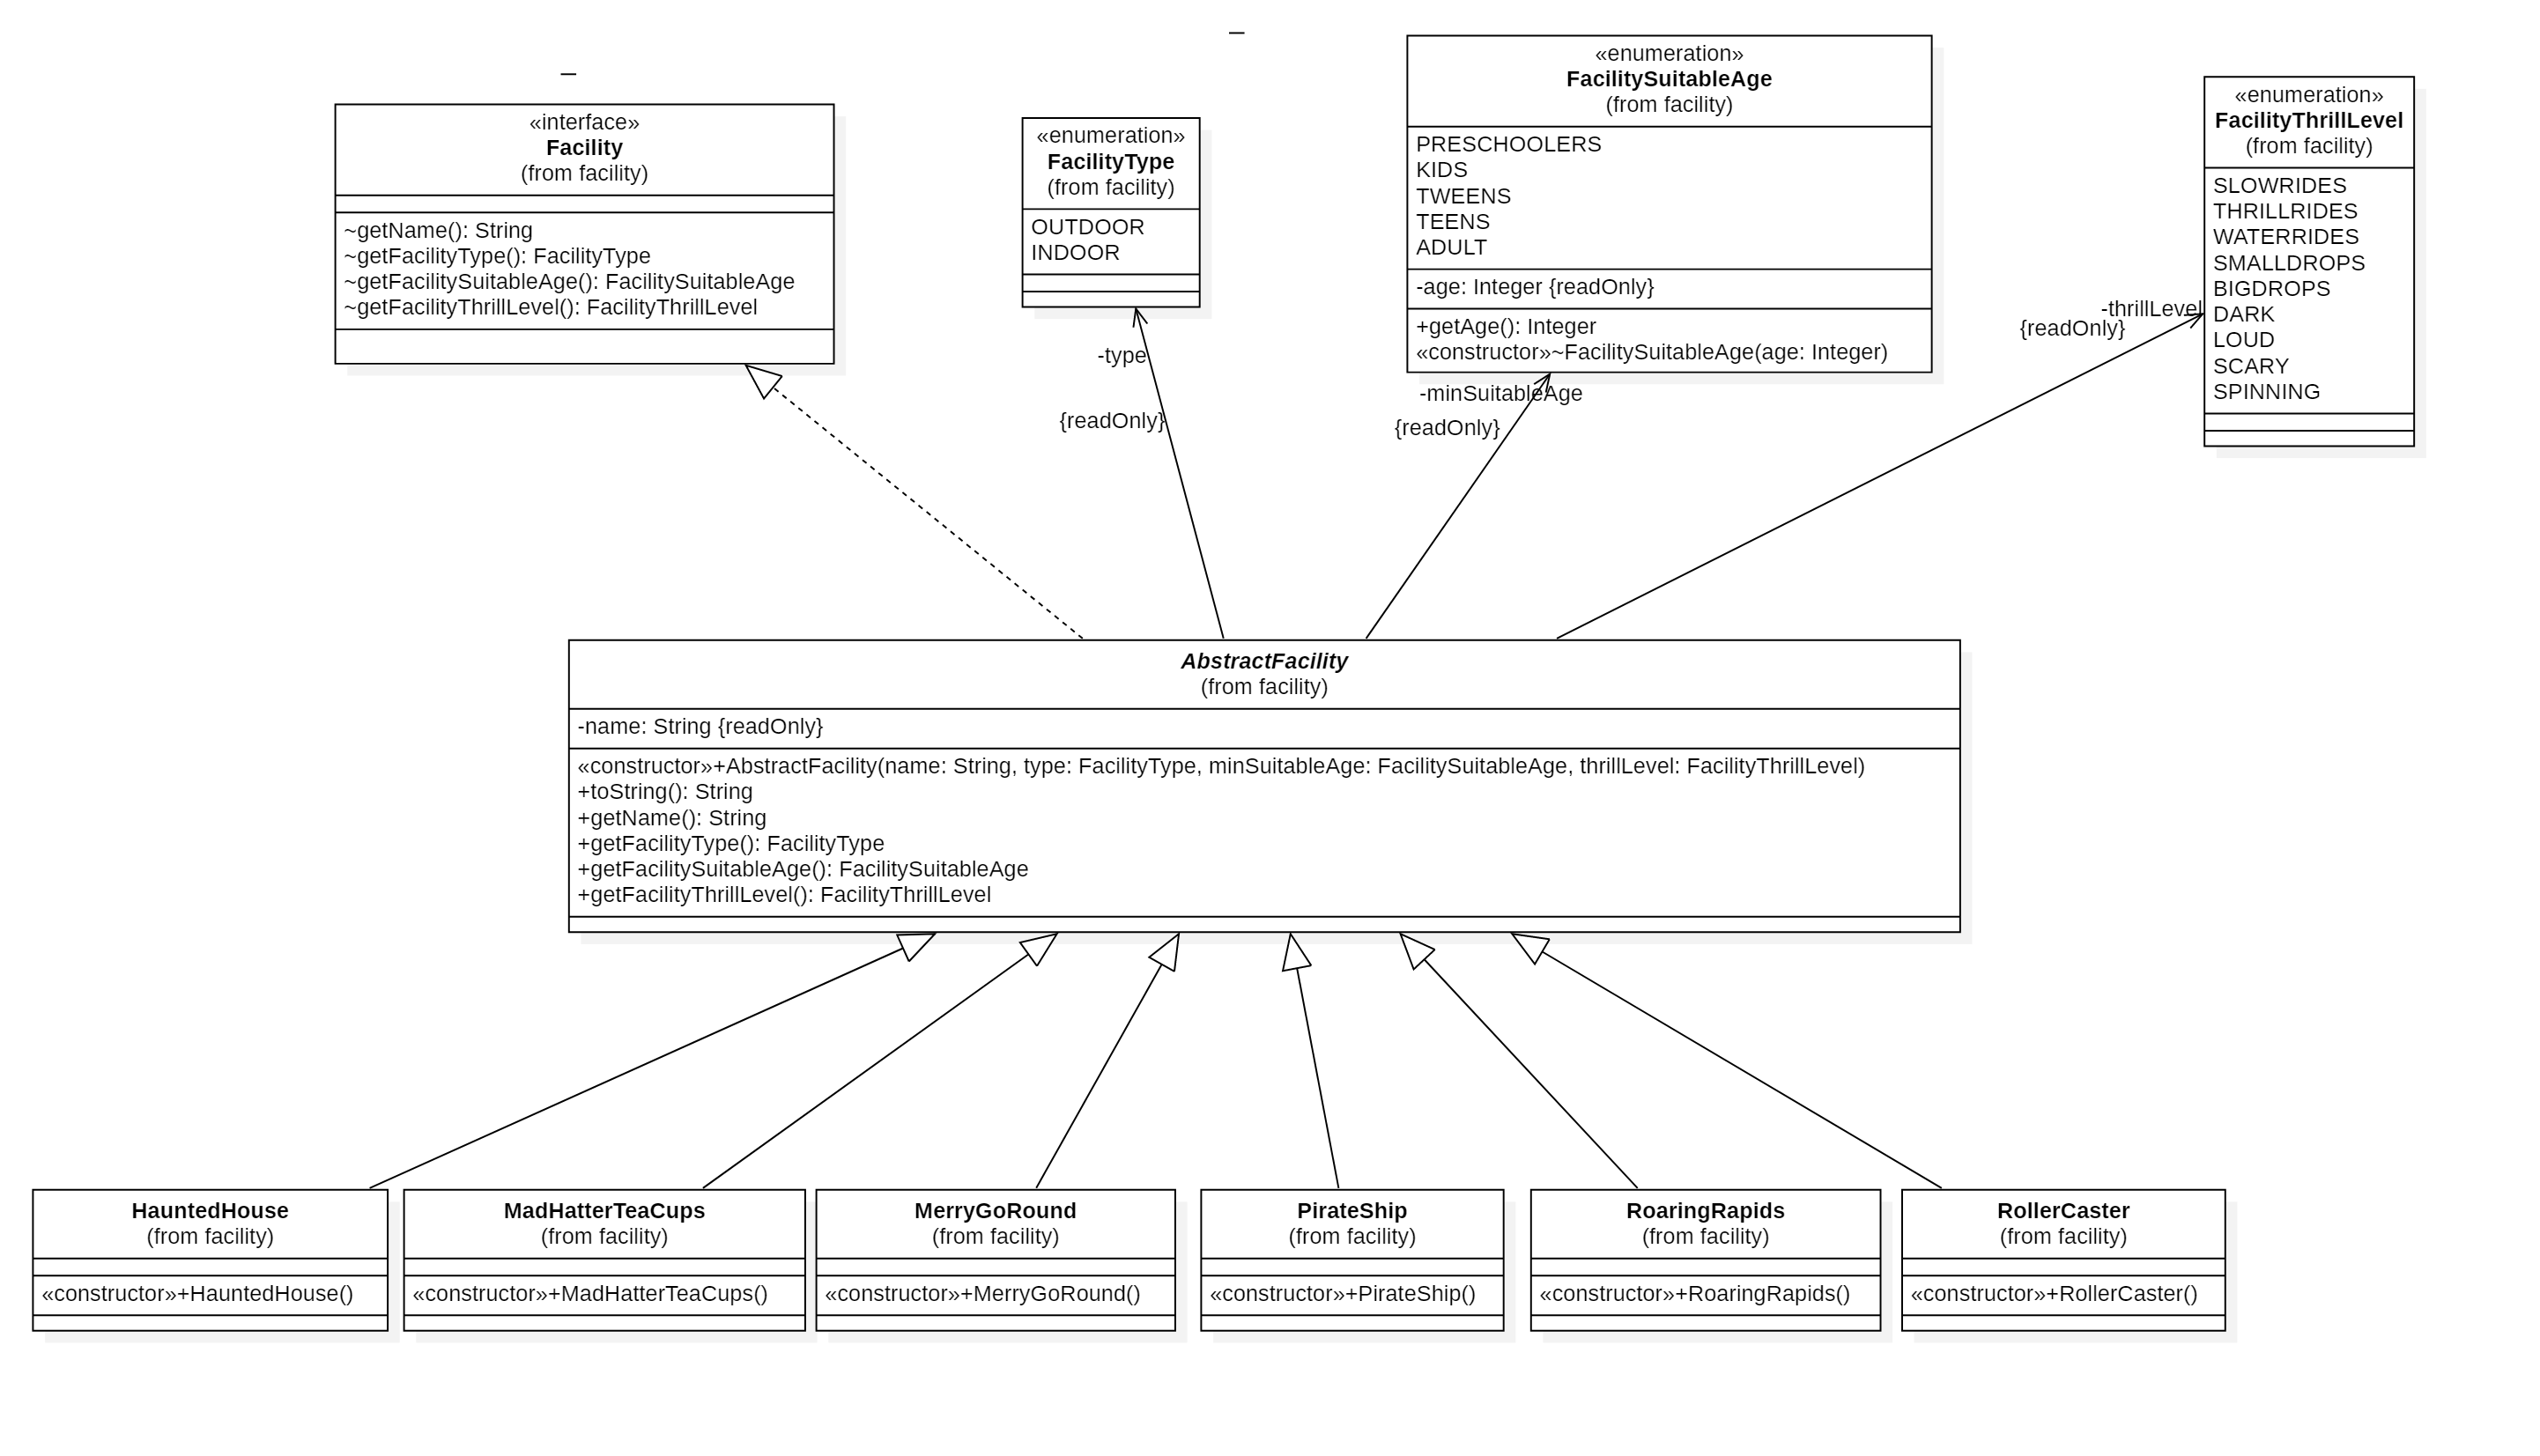 «interface»
Facility
(from facility)
~getName(): String
~getFacilityType(): FacilityType
~getFacilitySuitableAge(): FacilitySuitableAge
~getFacilityThrillLevel(): FacilityThrillLevel
«enumeration»
FacilityType
(from facility)
OUTDOOR
INDOOR
«enumeration»
FacilitySuitableAge
(from facility)
PRESCHOOLERS
KIDS
TWEENS
TEENS
ADULT
-age: Integer {readOnly}
+getAge(): Integer
«constructor»~FacilitySuitableAge(age: Integer)
«enumeration»
FacilityThrillLevel
(from facility)
SLOWRIDES
THRILLRIDES
WATERRIDES
SMALLDROPS
BIGDROPS
DARK
LOUD
SCARY
SPINNING
-type
{readOnly}
-minSuitableAge
{readOnly}
-thrillLevel
{readOnly}
AbstractFacility
(from facility)
-name: String {readOnly}
«constructor»+AbstractFacility(name: String, type: FacilityType, minSuitableAge: FacilitySuitableAge, thrillLevel: FacilityThrillLevel)
+toString(): String
+getName(): String
+getFacilityType(): FacilityType
+getFacilitySuitableAge(): FacilitySuitableAge
+getFacilityThrillLevel(): FacilityThrillLevel
HauntedHouse
(from facility)
«constructor»+HauntedHouse()
MadHatterTeaCups
(from facility)
«constructor»+MadHatterTeaCups()
MerryGoRound
(from facility)
«constructor»+MerryGoRound()
PirateShip
(from facility)
«constructor»+PirateShip()
RoaringRapids
(from facility)
«constructor»+RoaringRapids()
RollerCaster
(from facility)
«constructor»+RollerCaster()